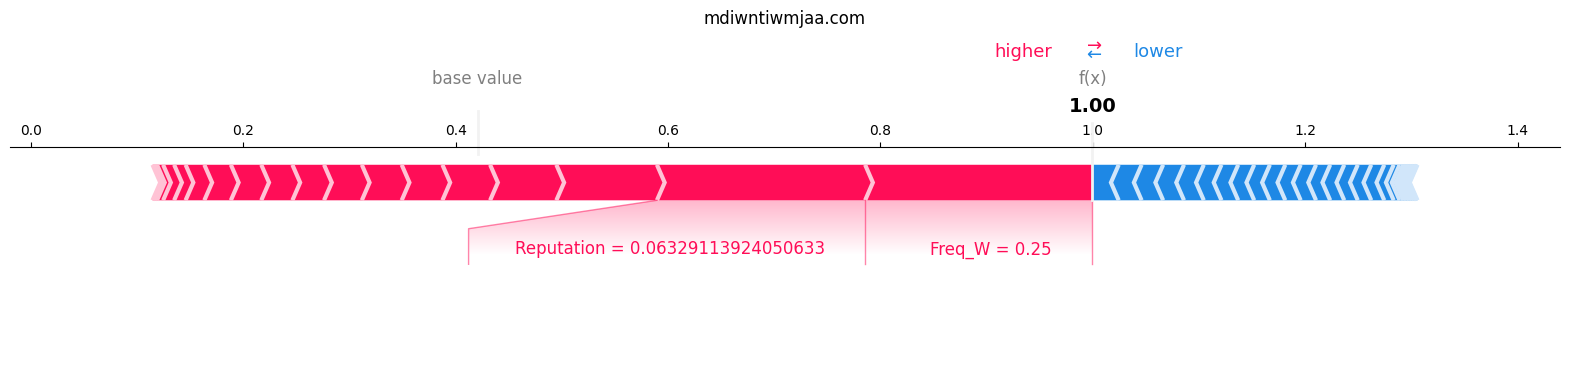 mdiwntiwmjaa.com
higher → ← lower
base value f(x)
1.00
0.0 0.2 0.4 0.6 0.8 1.0 1.2 1.4
Reputation = 0.06329113924050633 Freq_W = 0.25